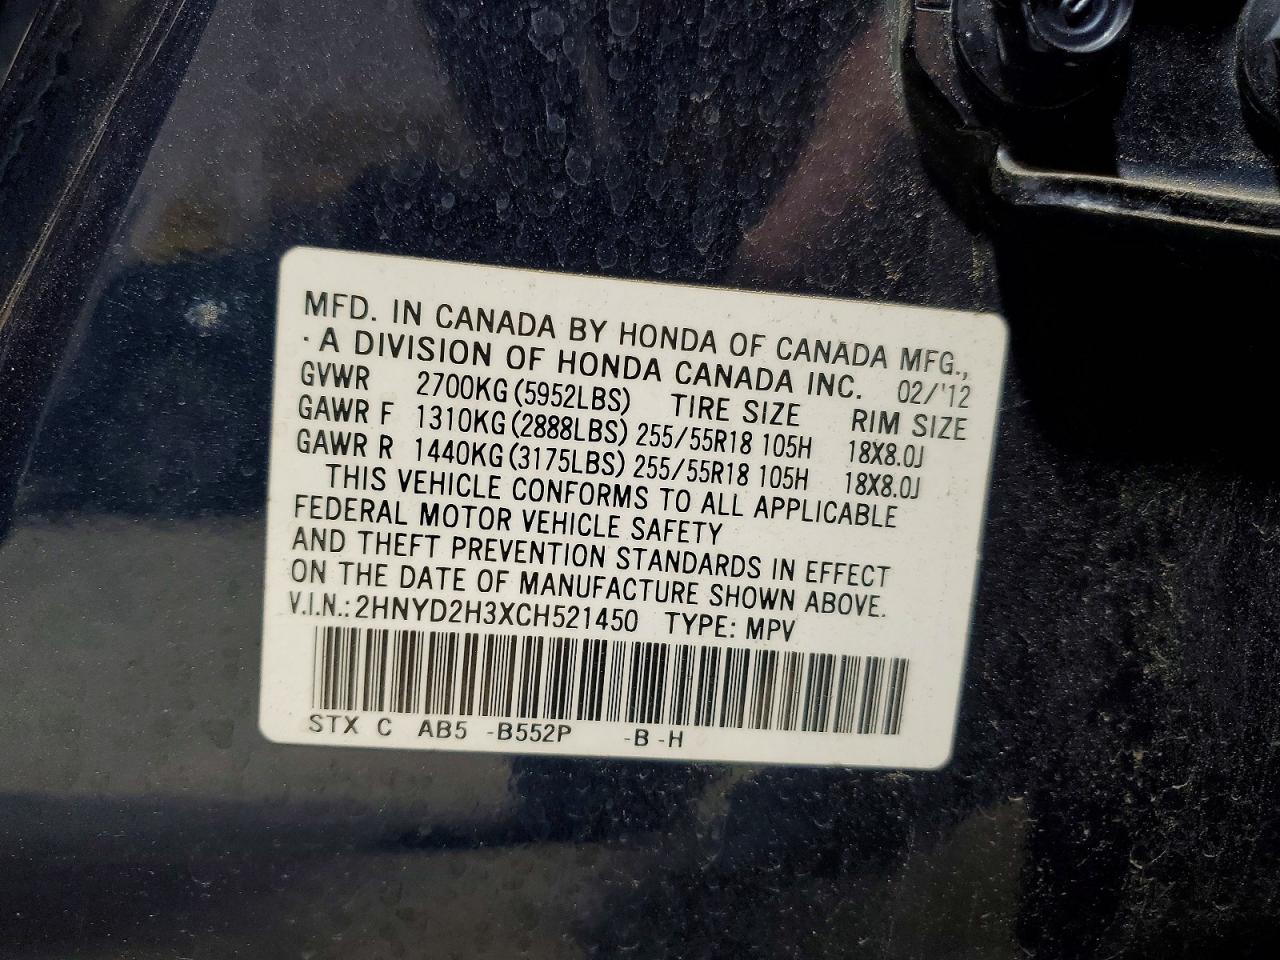 MFD. IN CANADA BY HONDA OF CANADA MFG.,
· A DIVISION OF HONDA CANADA INC. 02/'12
GVWR 2700KG (5952LBS) TIRE SIZE RIM SIZE
GAWR F 1310KG (2888LBS) 255/55R18 105H 18X8.0J
GAWR R 1440KG (3175LBS) 255/55R18 105H 18X8.0J
THIS VEHICLE CONFORMS TO ALL APPLICABLE
FEDERAL MOTOR VEHICLE SAFETY
AND THEFT PREVENTION STANDARDS IN EFFECT
ON THE DATE OF MANUFACTURE SHOWN ABOVE.
V.I.N.: 2HNYD2H3XCH521450 TYPE: MPV
STX C AB5 -B552P -B -H